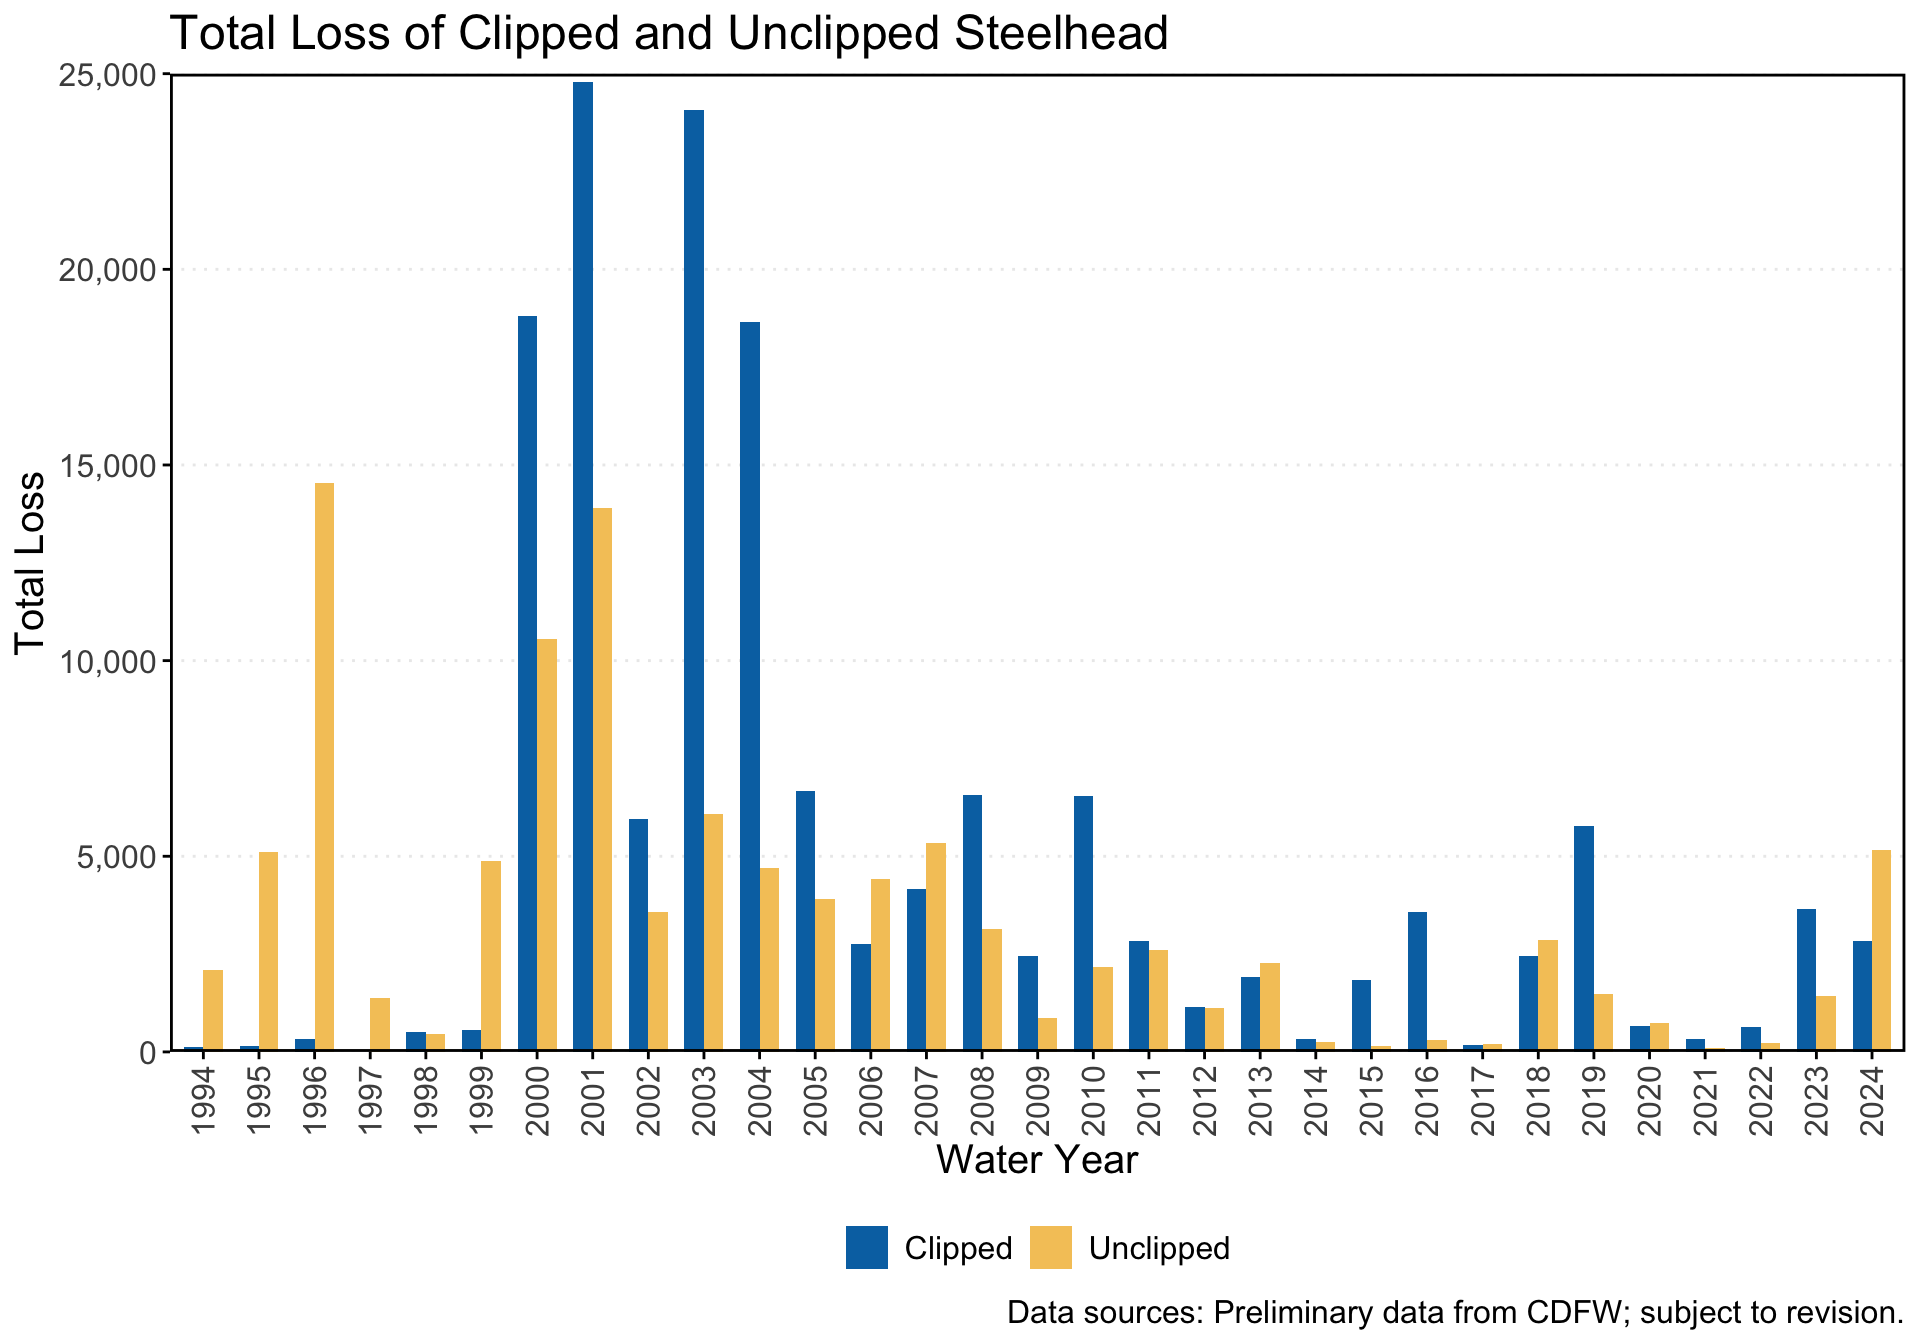 Total Loss of Clipped and Unclipped Steelhead
Total Loss
25,000
20,000
15,000
10,000
5,000
0
1994 1995 1996 1997 1998 1999 2000 2001 2002 2003 2004 2005 2006 2007 2008 2009 2010 2011 2012 2013 2014 2015 2016 2017 2018 2019 2020 2021 2022 2023 2024
Water Year
Clipped Unclipped
Data sources: Preliminary data from CDFW; subject to revision.